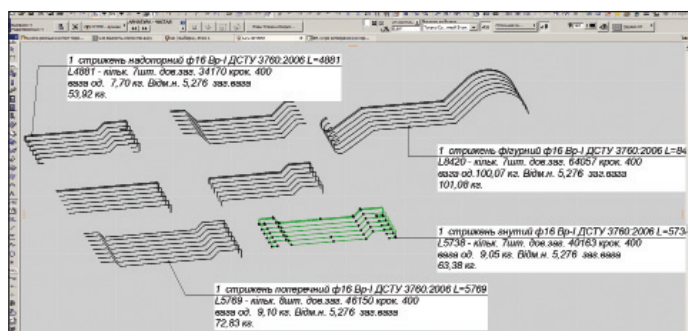 1 стрижень надопорний ф16 Вр-І ДСТУ 3760:2006 L=4881
L4881 - кільк. 7шт. дов.заг. 34170 крок. 400
вага од. 7,70 кг. Відм.н. 5,276 заг.вага
53,92 кг.
1 стрижень фігурний ф16 Вр-І ДСТУ 3760:2006 L=84
L8420 - кільк. 7шт. дов.заг. 64057 крок. 400
вага од.100,07 кг. Відм.н. 5,276 заг.вага
101,08 кг.
1 стрижень гнутий ф16 Вр-І ДСТУ 3760:2006 L=573
L5738 - кільк. 7шт. дов.заг. 40163 крок. 400
вага од. 9,05 кг. Відм.н. 5,276 заг.вага
63,38 кг.
1 стрижень поперечний ф16 Вр-І ДСТУ 3760:2006 L=5769
L5769 - кільк. 8шт. дов.заг. 46150 крок. 400
вага од. 9,10 кг. Відм.н. 5,276 заг.вага
72,83 кг.